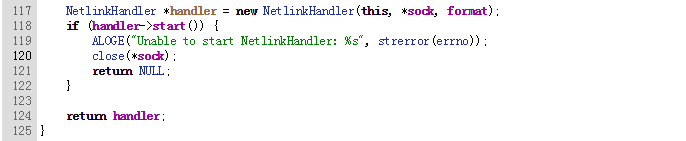 117 NetlinkHandler *handler = new NetlinkHandler(this, *sock, format);
118 if (handler->start()) {
119 ALOGE("Unable to start NetlinkHandler: %s", strerror(errno));
120 close(*sock);
121 return NULL;
122 }
123
124 return handler;
125 }